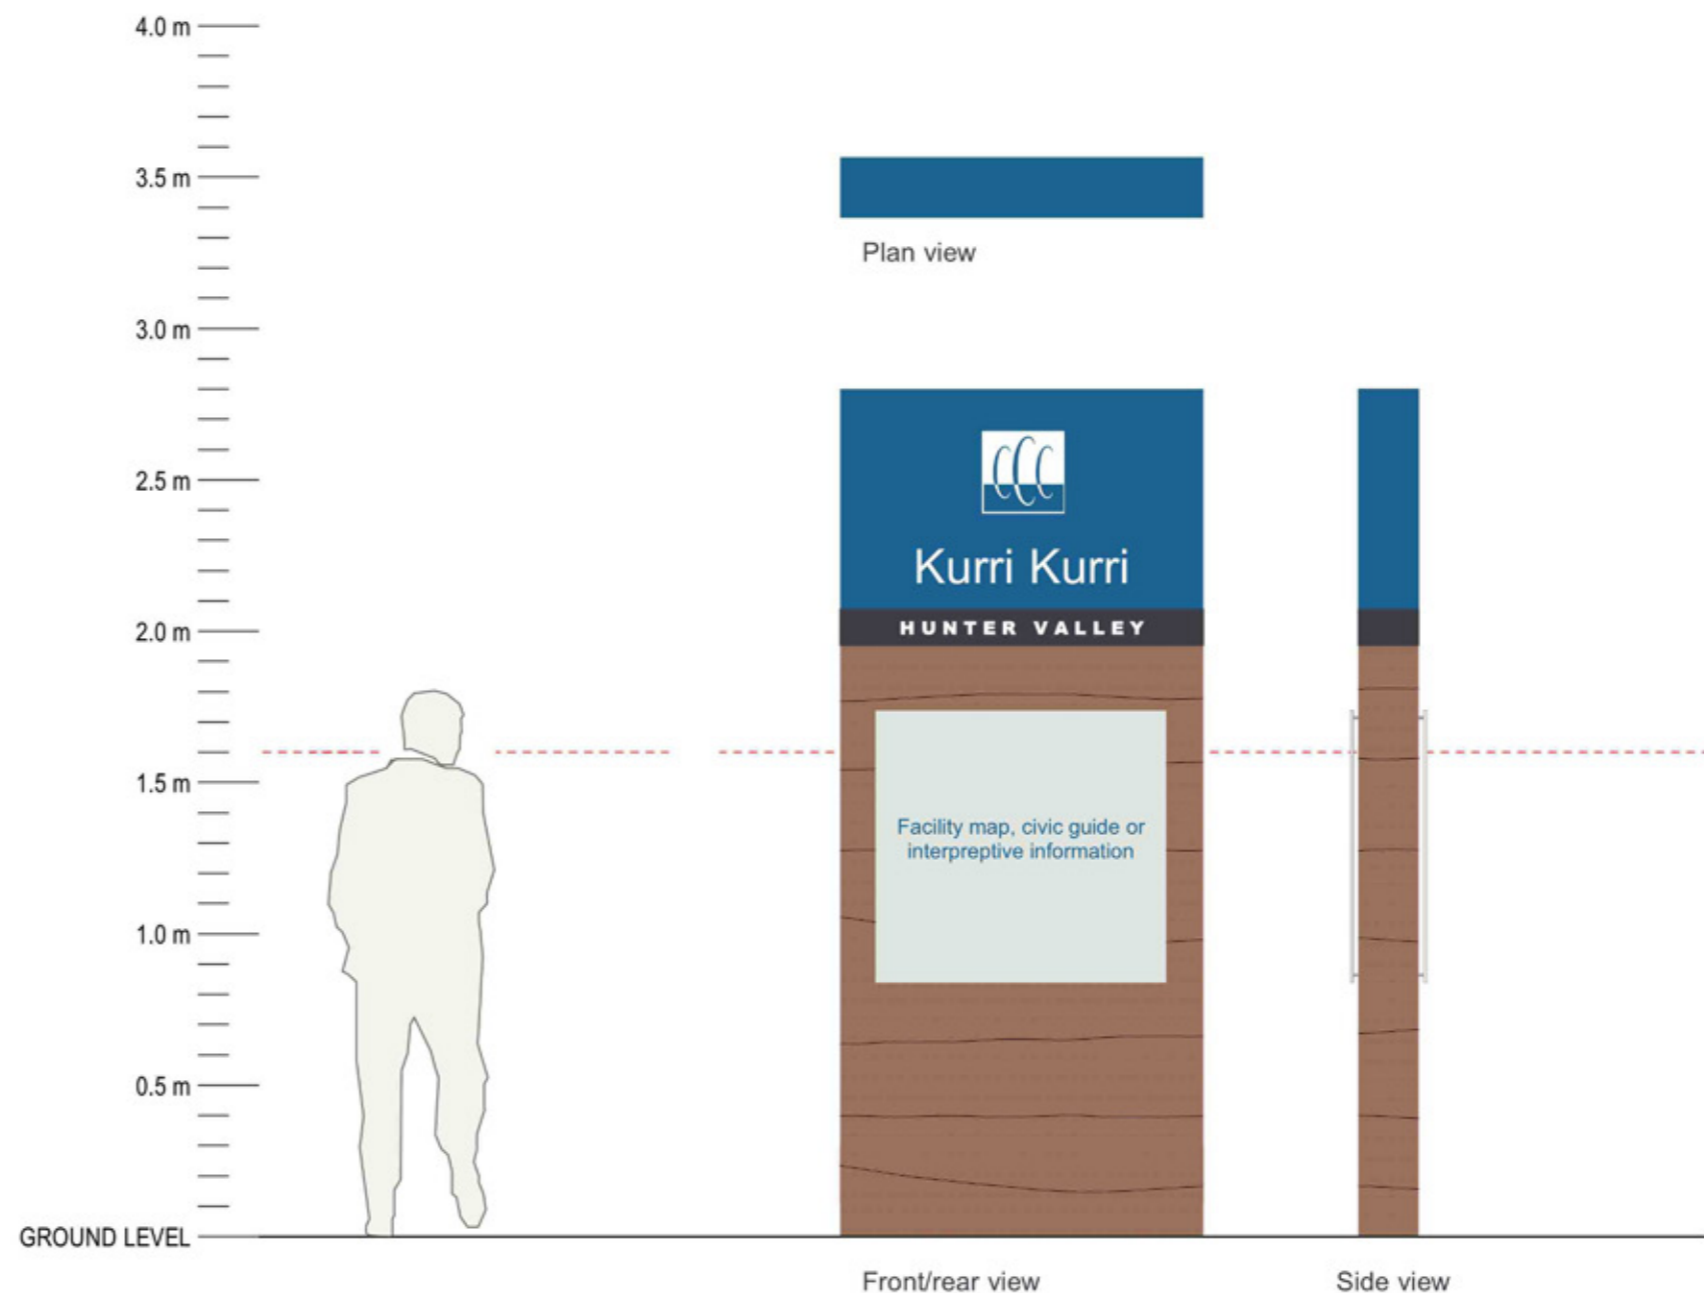 4.0 m
3.5 m
Plan view
3.0 m
2.5 m
CCC
Kurri Kurri
2.0 m
HUNTER VALLEY
1.5 m
Facility map, civic guide or
interpreptive information
1.0 m
0.5 m
GROUND LEVEL
Front/rear view
Side view